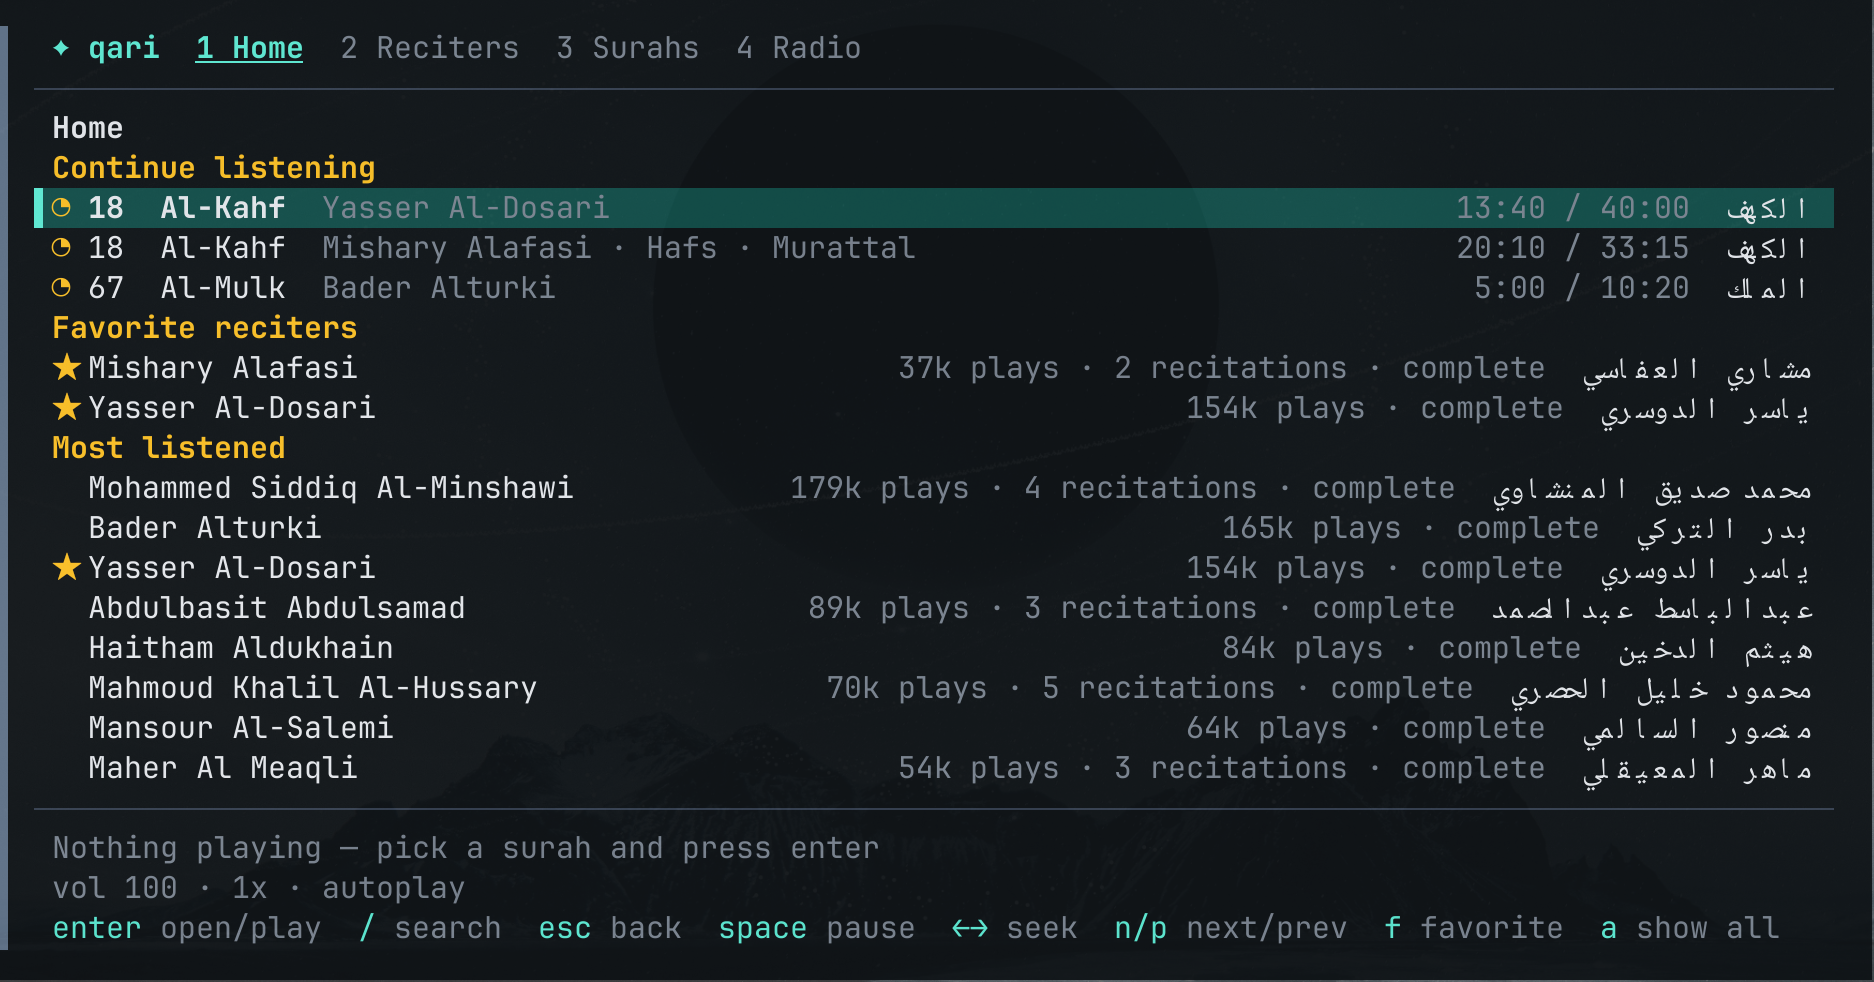 ✦ qari 1 Home 2 Reciters 3 Surahs 4 Radio
Home
Continue listening
18 Al-Kahf Yasser Al-Dosari 13:40 / 40:00 الكهف
18 Al-Kahf Mishary Alafasi · Hafs · Murattal 20:10 / 33:15 الكهف
67 Al-Mulk Bader Alturki 5:00 / 10:20 الملك
Favorite reciters
★ Mishary Alafasi 37k plays · 2 recitations · complete مشاري العفاسي
★ Yasser Al-Dosari 154k plays · complete ياسر الدوسري
Most listened
Mohammed Siddiq Al-Minshawi 179k plays · 4 recitations · complete محمد صديق المنشاوي
Bader Alturki 165k plays · complete بدر التركي
★ Yasser Al-Dosari 154k plays · complete ياسر الدوسري
Abdulbasit Abdulsamad 89k plays · 3 recitations · complete عبدالباسط عبدالصمد
Haitham Aldukhain 84k plays · complete هيثم الدخين
Mahmoud Khalil Al-Hussary 70k plays · 5 recitations · complete محمود خليل الحصري
Mansour Al-Salemi 64k plays · complete منصور السالمي
Maher Al Meaqli 54k plays · 3 recitations · complete ماهر المعيقلي
Nothing playing — pick a surah and press enter
vol 100 · 1x · autoplay
enter open/play / search esc back space pause ←→ seek n/p next/prev f favorite a show all